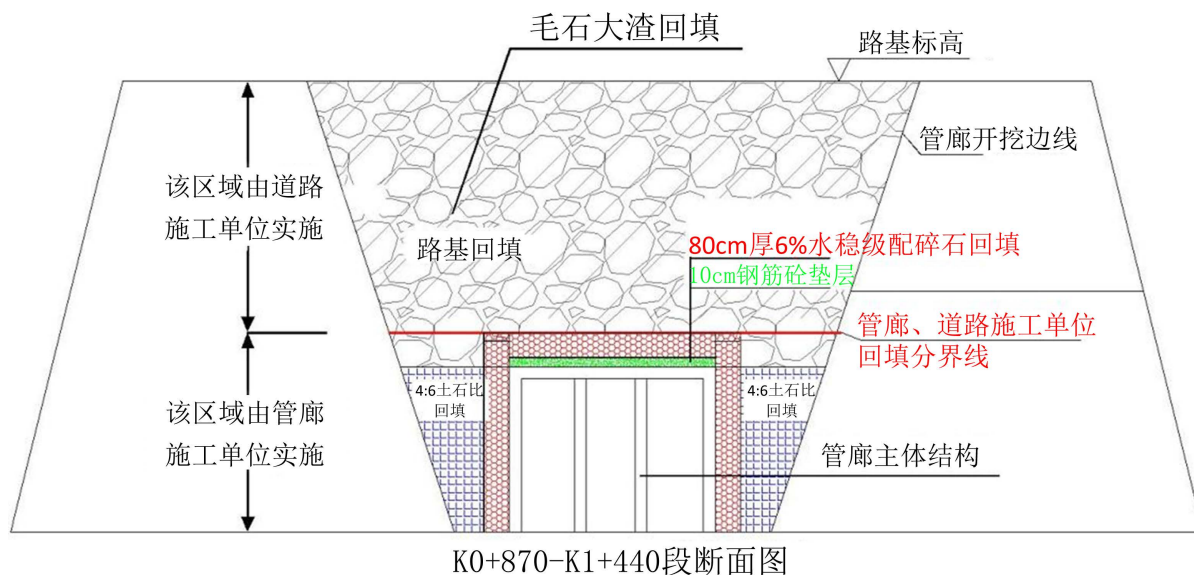 毛石大渣回填
路基标高
管廊开挖边线
该区域由道路
施工单位实施
路基回填
80cm厚6%水稳级配碎石回填
10cm钢筋砼垫层
管廊、道路施工单位
回填分界线
4:6土石比
回填
4:6土石比
回填
该区域由管廊
施工单位实施
管廊主体结构
K0+870-K1+440段断面图